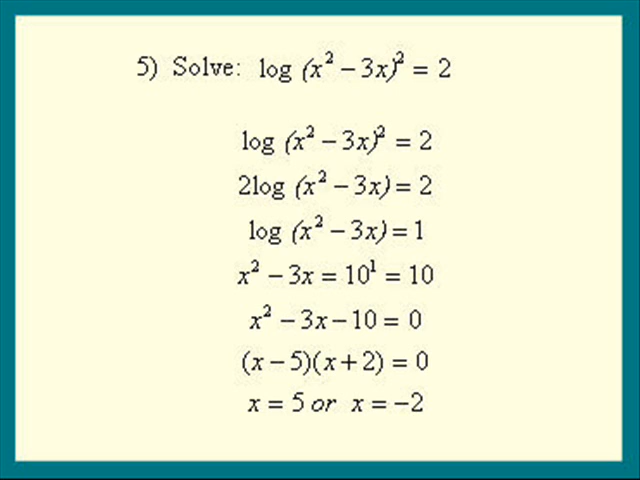 5) Solve: log (x² − 3x)² = 2
log (x² − 3x)² = 2
2log (x² − 3x) = 2
log (x² − 3x) = 1
x² − 3x = 10¹ = 10
x² − 3x − 10 = 0
(x − 5)(x + 2) = 0
x = 5 or x = −2